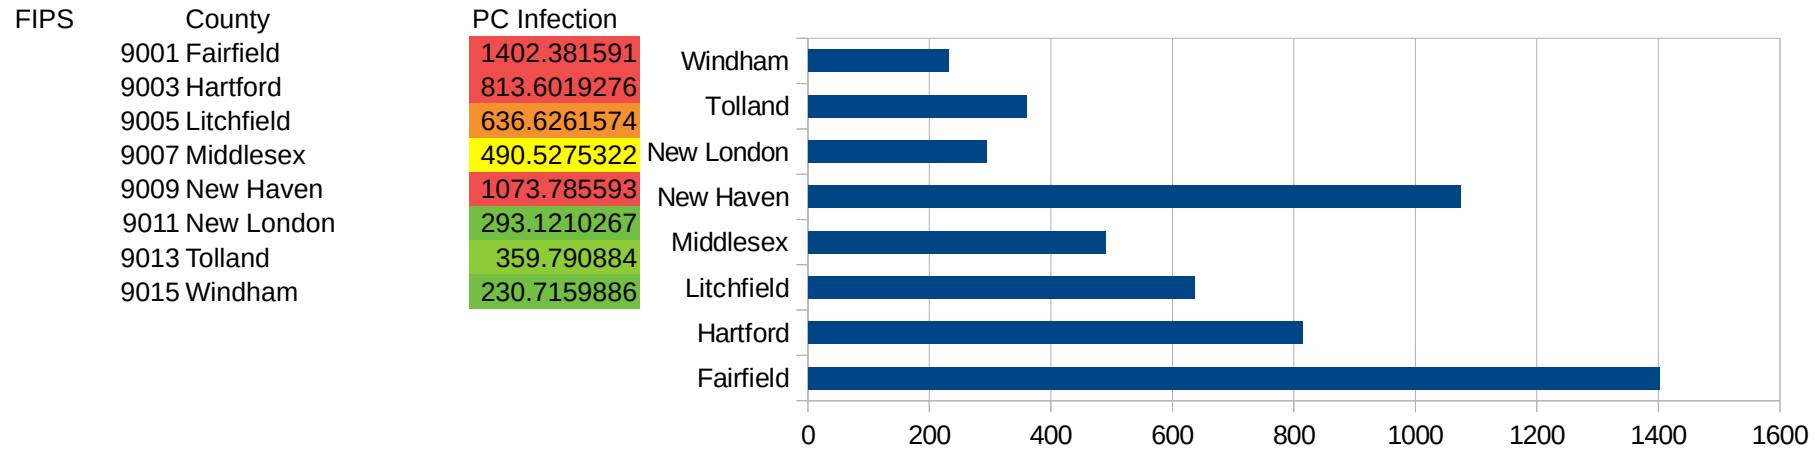 FIPS County PC Infection
9001 Fairfield 1402.381591
9003 Hartford 813.6019276
9005 Litchfield 636.6261574
9007 Middlesex 490.5275322
9009 New Haven 1073.785593
9011 New London 293.1210267
9013 Tolland 359.790884
9015 Windham 230.7159886
Windham
Tolland
New London
New Haven
Middlesex
Litchfield
Hartford
Fairfield
0 200 400 600 800 1000 1200 1400 1600